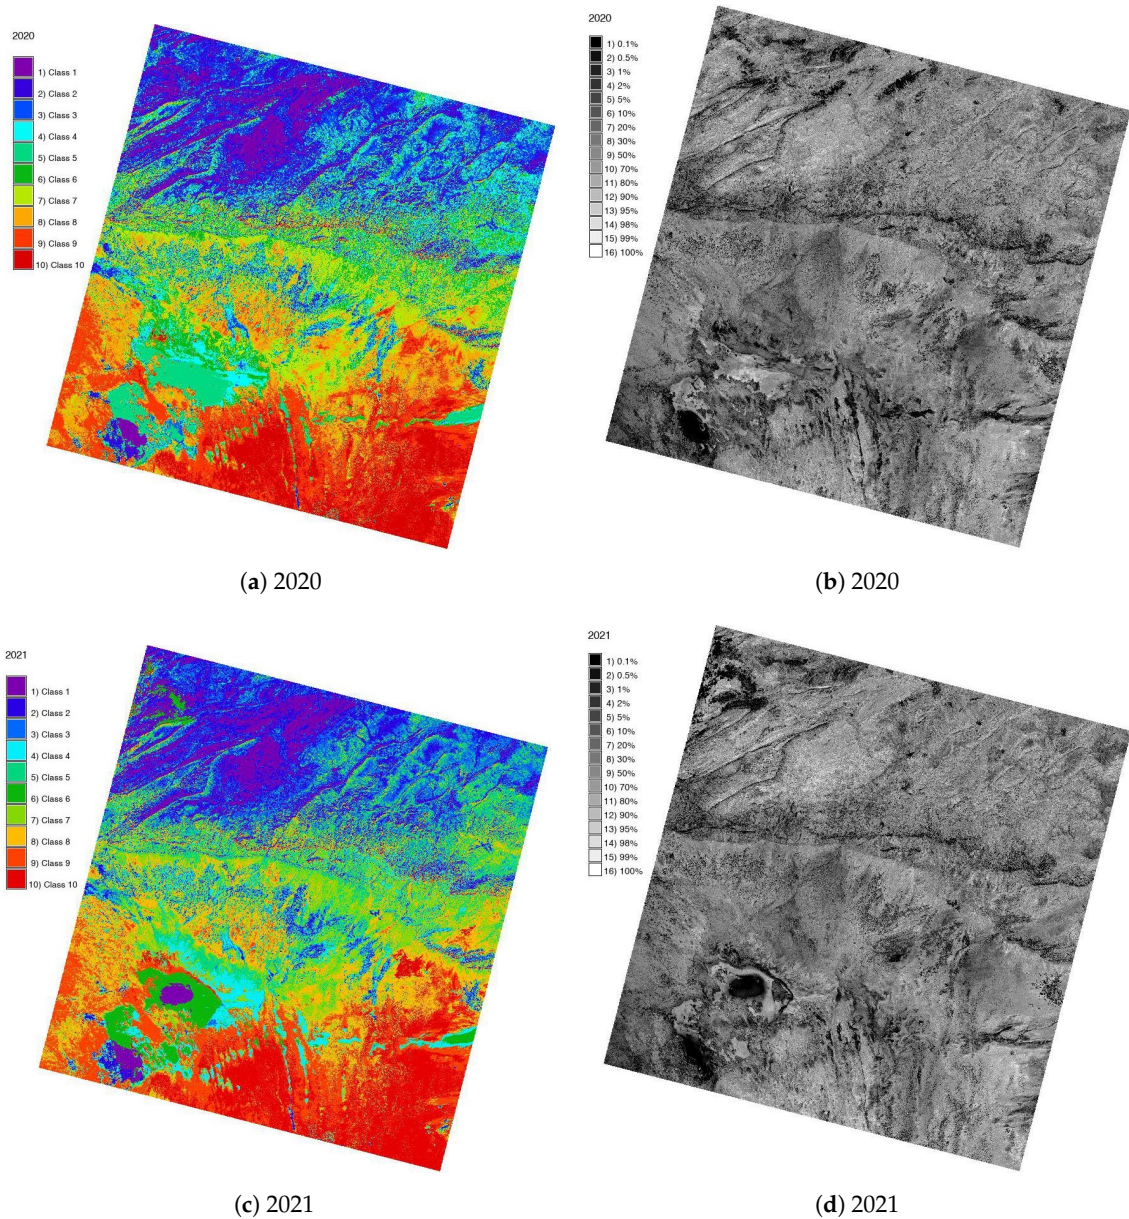 2020
1) Class 1
2) Class 2
3) Class 3
4) Class 4
5) Class 5
6) Class 6
7) Class 7
8) Class 8
9) Class 9
10) Class 10
(a) 2020
2020
1) 0.1%
2) 0.5%
3) 1%
4) 2%
5) 5%
6) 10%
7) 20%
8) 30%
9) 50%
10) 70%
11) 80%
12) 90%
13) 95%
14) 98%
15) 99%
16) 100%
(b) 2020
2021
1) Class 1
2) Class 2
3) Class 3
4) Class 4
5) Class 5
6) Class 6
7) Class 7
8) Class 8
9) Class 9
10) Class 10
(c) 2021
2021
1) 0.1%
2) 0.5%
3) 1%
4) 2%
5) 5%
6) 10%
7) 20%
8) 30%
9) 50%
10) 70%
11) 80%
12) 90%
13) 95%
14) 98%
15) 99%
16) 100%
(d) 2021